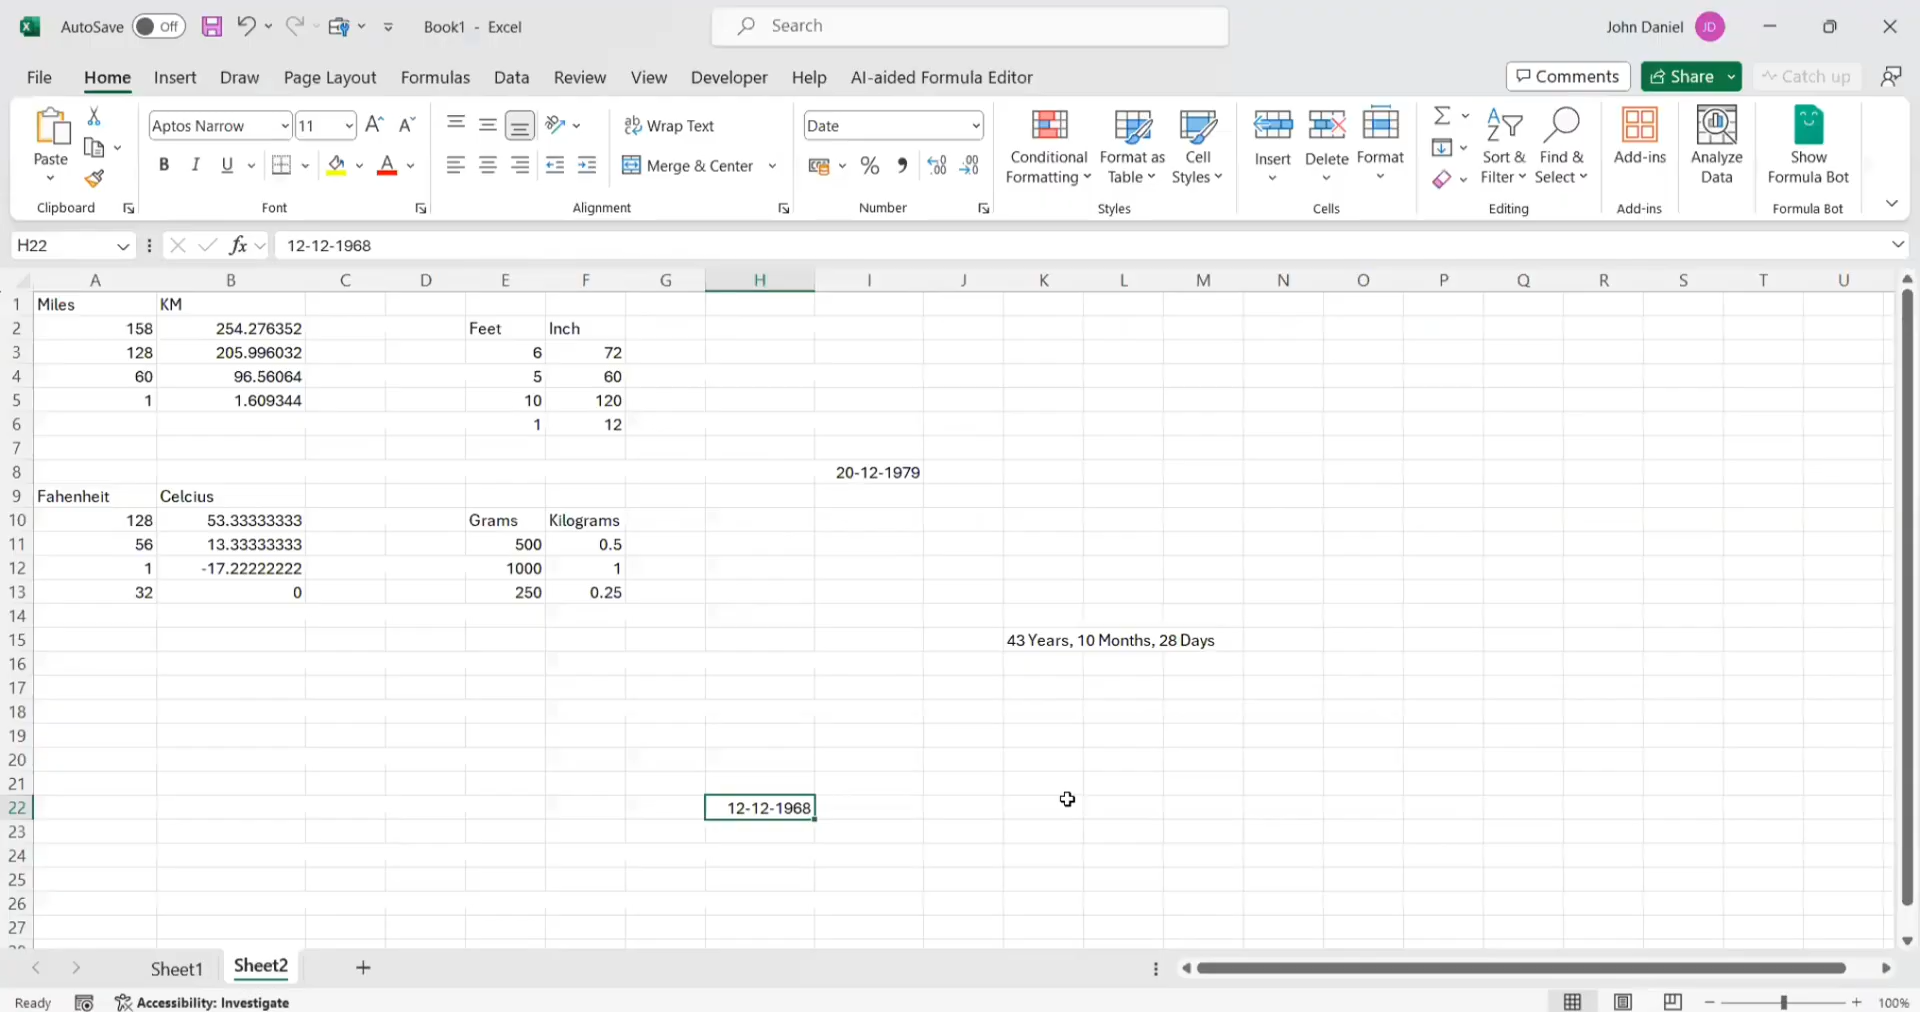 AutoSave Off Book1 - Excel Search John Daniel JD
File Home Insert Draw Page Layout Formulas Data Review View Developer Help AI-aided Formula Editor Comments Share Catch up
Paste Aptos Narrow 11 Wrap Text Date Conditional Formatting Format as Table Cell Styles Insert Delete Format Sort & Filter Find & Select Add-ins Analyze Data Show Formula Bot
B I U Merge & Center %
Clipboard Font Alignment Number Styles Cells Editing Add-ins Formula Bot
H22 fx 12-12-1968
A B C D E F G H I J K L M N O P Q R S T U
1 Miles KM
2 158 254.276352 Feet Inch
3 128 205.996032 6 72
4 60 96.56064 5 60
5 1 1.609344 10 120
6 1 12
7
8 20-12-1979
9 Fahenheit Celcius
10 128 53.33333333 Grams Kilograms
11 56 13.33333333 500 0.5
12 1 -17.22222222 1000 1
13 32 0 250 0.25
14
15 43 Years, 10 Months, 28 Days
16
17
18
19
20
21
22 12-12-1968
23
24
25
26
27
Sheet1 Sheet2
Ready Accessibility: Investigate 100%